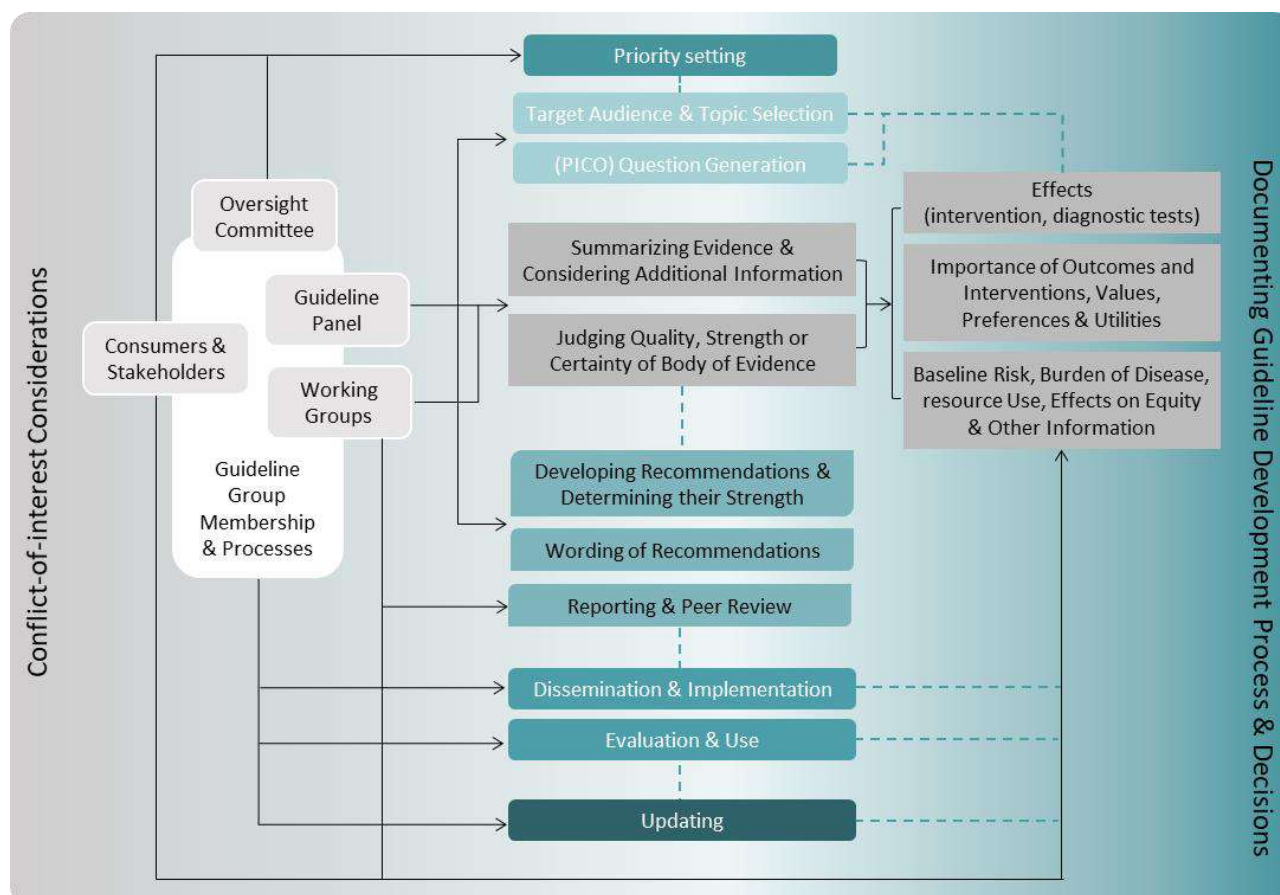 Conflict-of-interest Considerations
Oversight
Committee
Guideline
Panel
Consumers &
Stakeholders
Working
Groups
Guideline
Group
Membership
& Processes
Priority setting
Target Audience & Topic Selection
(PICO) Question Generation
Summarizing Evidence &
Considering Additional Information
Judging Quality, Strength or
Certainty of Body of Evidence
Developing Recommendations &
Determining their Strength
Wording of Recommendations
Reporting & Peer Review
Dissemination & Implementation
Evaluation & Use
Updating
Effects
(intervention, diagnostic tests)
Importance of Outcomes and
Interventions, Values,
Preferences & Utilities
Baseline Risk, Burden of Disease,
resource Use, Effects on Equity
& Other Information
Documenting Guideline Development Process & Decisions